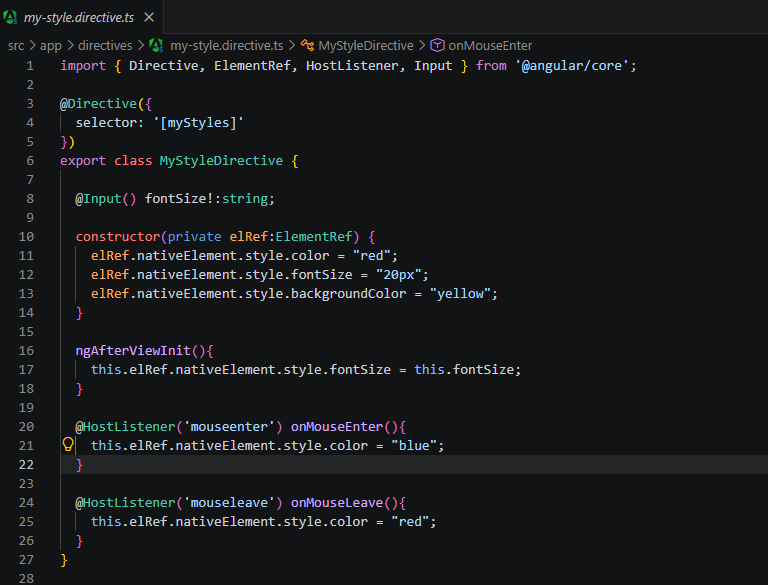 my-style.directive.ts
src > app > directives > my-style.directive.ts > MyStyleDirective > onMouseEnter
1 import { Directive, ElementRef, HostListener, Input } from '@angular/core';
2
3 @Directive({
4   selector: '[myStyles]'
5 })
6 export class MyStyleDirective {
7
8   @Input() fontSize!:string;
9
10   constructor(private elRef:ElementRef) {
11     elRef.nativeElement.style.color = "red";
12     elRef.nativeElement.style.fontSize = "20px";
13     elRef.nativeElement.style.backgroundColor = "yellow";
14   }
15
16   ngAfterViewInit(){
17     this.elRef.nativeElement.style.fontSize = this.fontSize;
18   }
19
20   @HostListener('mouseenter') onMouseEnter(){
21     this.elRef.nativeElement.style.color = "blue";
22   }
23
24   @HostListener('mouseleave') onMouseLeave(){
25     this.elRef.nativeElement.style.color = "red";
26   }
27 }
28